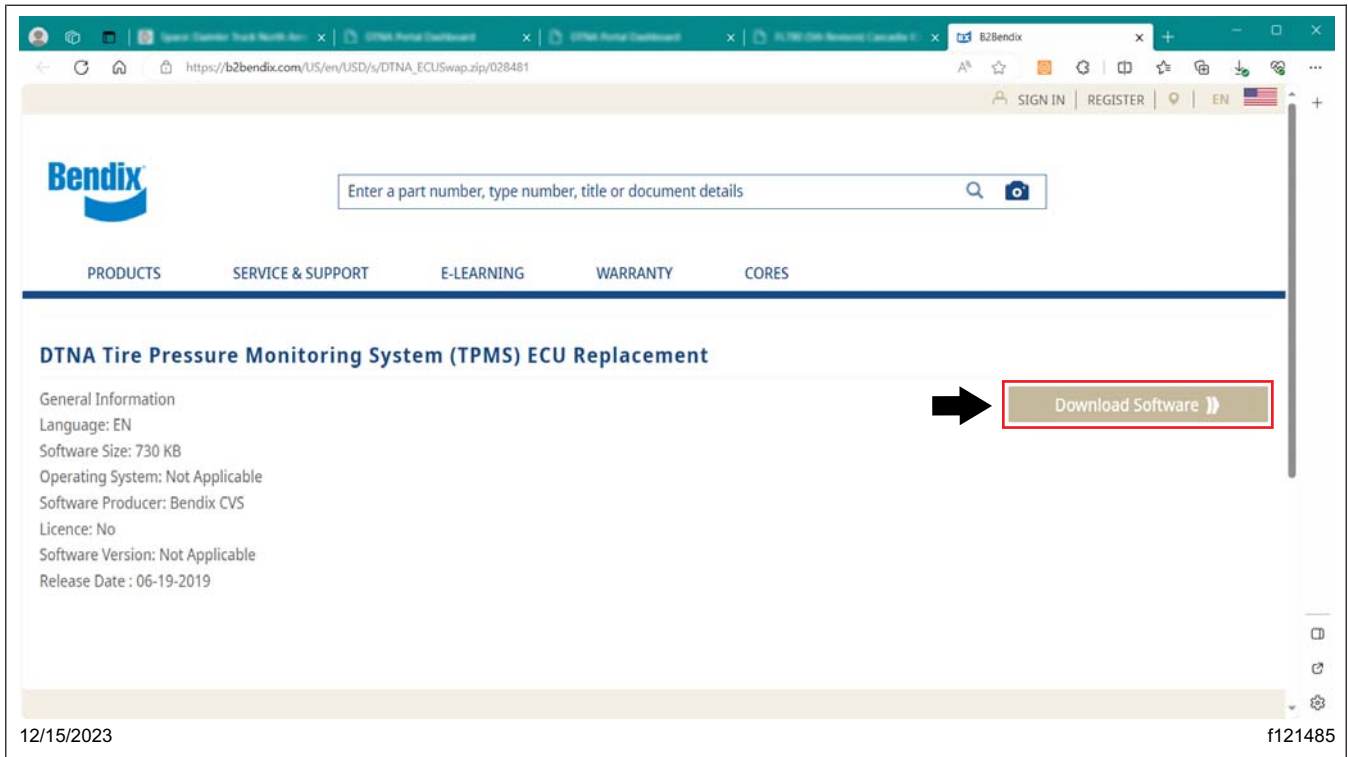 B2Bendix
https://b2bendix.com/US/en/USD/s/DTNA_ECUSwap.zip/028481
SIGN IN | REGISTER | EN
Bendix
Enter a part number, type number, title or document details
PRODUCTS SERVICE & SUPPORT E-LEARNING WARRANTY CORES
DTNA Tire Pressure Monitoring System (TPMS) ECU Replacement
General Information
Download Software
Language: EN
Software Size: 730 KB
Operating System: Not Applicable
Software Producer: Bendix CVS
Licence: No
Software Version: Not Applicable
Release Date : 06-19-2019
12/15/2023 f121485